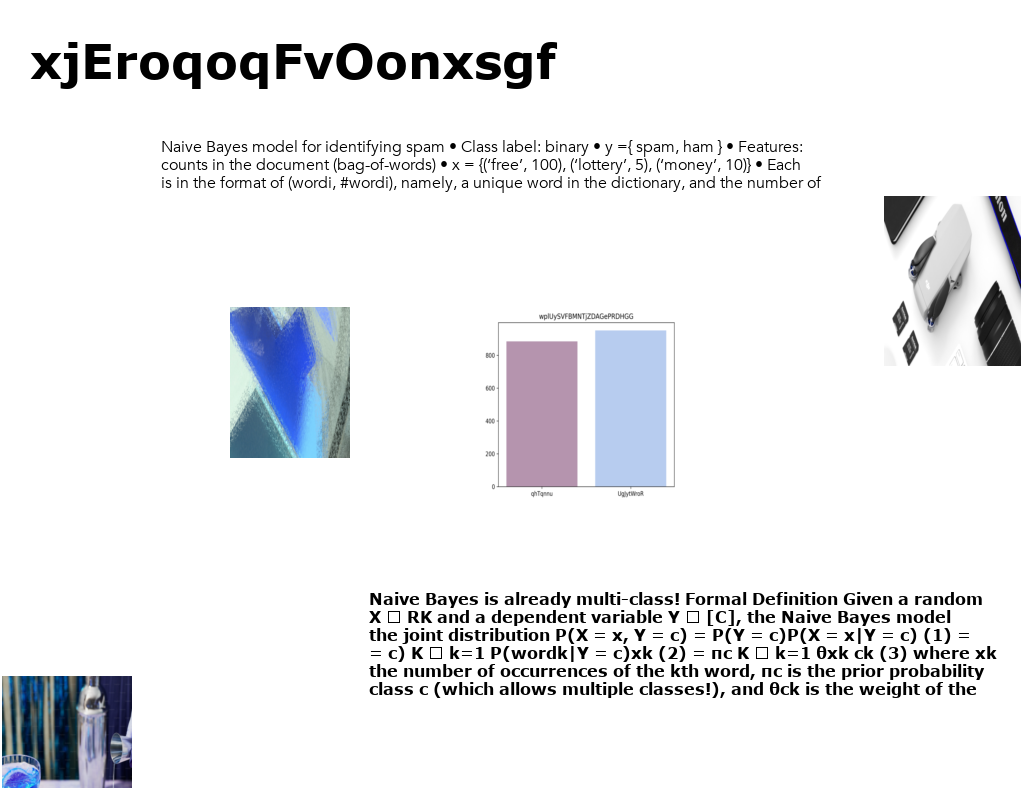 xjEroqoqFvOonxsgf
Naive Bayes model for identifying spam • Class label: binary • y ={ spam, ham } • Features:
counts in the document (bag-of-words) • x = {(‘free’, 100), (‘lottery’, 5), (‘money’, 10)} • Each
is in the format of (wordi, #wordi), namely, a unique word in the dictionary, and the number of
800
600
400
200
0
qhTqnnu
Naive Bayes is already multi-class! Formal Definition Given a random
X □ RK and a dependent variable Y □ [C], the Naive Bayes model
the joint distribution P(X = x, Y = c) = P(Y = c)P(X = x|Y = c) (1) =
= c) K □ k=1 P(wordk|Y = c)xk (2) = πc K □ k=1 θxk ck (3) where xk
the number of occurrences of the kth word, πc is the prior probability
class c (which allows multiple classes!), and θck is the weight of the